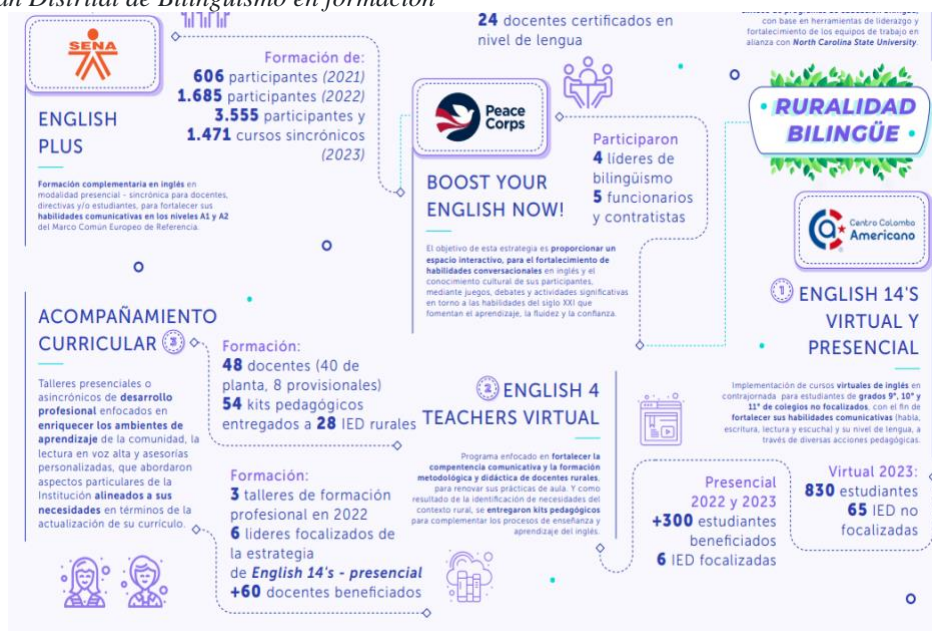 an Distrital de Bilingüismo en formación
SENA
ENGLISH
PLUS
Formación complementaria en inglés en
modalidad presencial - sincrónica para docentes,
directivas y/o estudiantes, para fortalecer sus
habilidades comunicativas en los niveles A1 y A2
del Marco Común Europeo de Referencia.
Formación de:
606 participantes (2021)
1.685 participantes (2022)
3.555 participantes y
1.471 cursos sincrónicos
(2023)
24 docentes certificados en
nivel de lengua
Peace
Corps
BOOST YOUR
ENGLISH NOW!
El objetivo de esta estrategia es proporcionar un
espacio interactivo, para el fortalecimiento de
habilidades conversacionales en inglés y el
conocimiento cultural de sus participantes,
mediante juegos, debates y actividades significativas
en torno a las habilidades del siglo XXI que
fomentan el aprendizaje, la fluidez y la confianza.
Participaron
4 líderes de
bilingüismo
5 funcionarios
y contratistas
con base en herramientas de liderazgo y
fortalecimiento de los equipos de trabajo en
alianza con North Carolina State University.
RURALIDAD
BILINGÜE
Centro Colombo
Americano
1 ENGLISH 14'S
VIRTUAL Y
PRESENCIAL
Implementación de cursos virtuales de inglés en
contrajornada para estudiantes de grados 9°, 10° y
11° de colegios no focalizados, con el fin de
fortalecer sus habilidades comunicativas (habla,
escritura, lectura y escucha) y su nivel de lengua, a
través de diversas acciones pedagógicas.
Presencial
2022 y 2023
+300 estudiantes
beneficiados
6 IED focalizadas
Virtual 2023:
830 estudiantes
65 IED no
focalizadas
2 ENGLISH 4
TEACHERS VIRTUAL
Programa enfocado en fortalecer la
compentencia comunicativa y la formación
metodológica y didáctica de docentes rurales,
para renovar sus prácticas de aula. Y como
resultado de la identificación de necesidades del
contexto rural, se entregaron kits pedagógicos
para complementar los procesos de enseñanza y
aprendizaje del inglés.
Formación:
48 docentes (40 de
planta, 8 provisionales)
54 kits pedagógicos
entregados a 28 IED rurales
ACOMPAÑAMIENTO
CURRICULAR 3
Talleres presenciales o
asincrónicos de desarrollo
profesional enfocados en
enriquecer los ambientes de
aprendizaje de la comunidad, la
lectura en voz alta y asesorías
personalizadas, que abordaron
aspectos particulares de la
Institución alineados a sus
necesidades en términos de la
actualización de su currículo.
Formación:
3 talleres de formación
profesional en 2022
6 lideres focalizados de
la estrategia
de English 14's - presencial
+60 docentes beneficiados